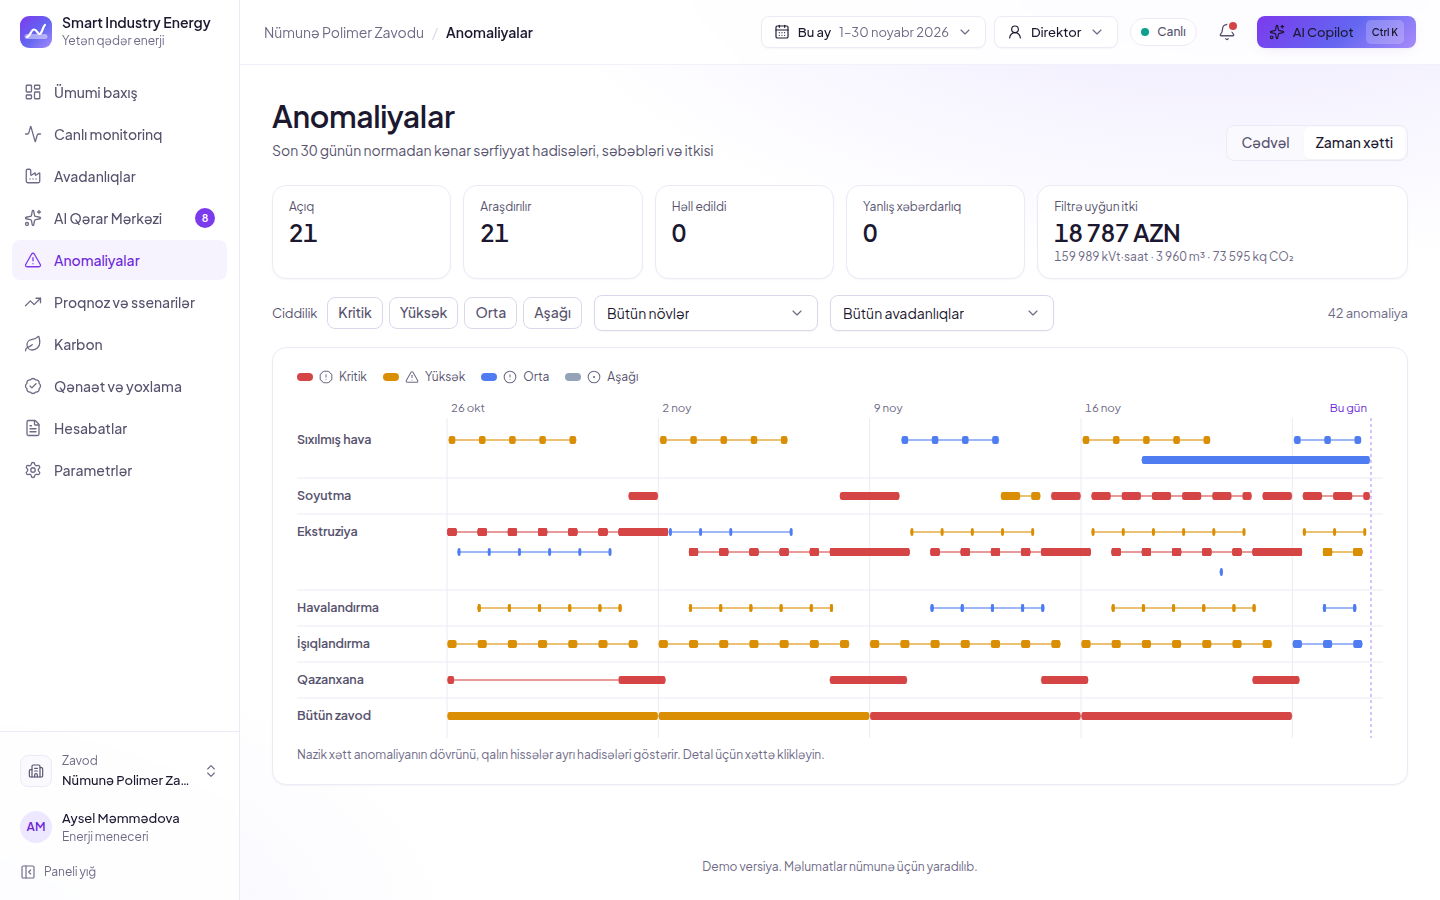 Smart Industry Energy
Yetən qədər enerji
Ümumi baxış
Canlı monitorinq
Avadanlıqlar
AI Qərar Mərkəzi 8
Anomaliyalar
Proqnoz və ssenarilər
Karbon
Qənaət və yoxlama
Hesabatlar
Parametrlər
Zavod
Nümunə Polimer Za...
AM
Aysel Məmmədova
Enerji meneceri
Paneli yığ
Nümunə Polimer Zavodu / Anomaliyalar
Bu ay 1–30 noyabr 2026
Direktor
Canlı
AI Copilot Ctrl K
Anomaliyalar
Son 30 günün normadan kənar sərfiyyat hadisələri, səbəbləri və itkisi
Cədvəl Zaman xətti
Açıq
21
Araşdırılır
21
Həll edildi
0
Yanlış xəbərdarlıq
0
Filtrə uyğun itki
18 787 AZN
159 989 kVt·saat · 3 960 m³ · 73 595 kq CO₂
Ciddilik Kritik Yüksək Orta Aşağı Bütün növlər Bütün avadanlıqlar 42 anomaliya
Kritik Yüksək Orta Aşağı
26 okt 2 noy 9 noy 16 noy Bu gün
Sıxılmış hava
Soyutma
Ekstruziya
Havalandırma
İşıqlandırma
Qazanxana
Bütün zavod
Nazik xətt anomaliyanın dövrünü, qalın hissələr ayrı hadisələri göstərir. Detal üçün xəttə klikləyin.
Demo versiya. Məlumatlar nümunə üçün yaradılıb.